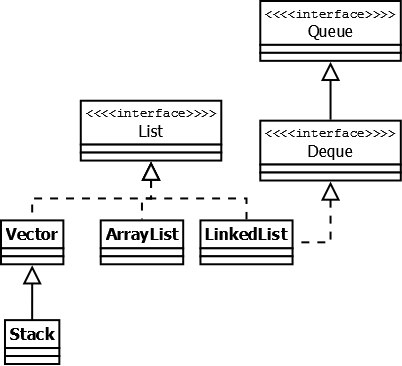 <<<<interface>>>>
Queue
<<<<interface>>>>
List
<<<<interface>>>>
Deque
Vector
ArrayList
LinkedList
Stack